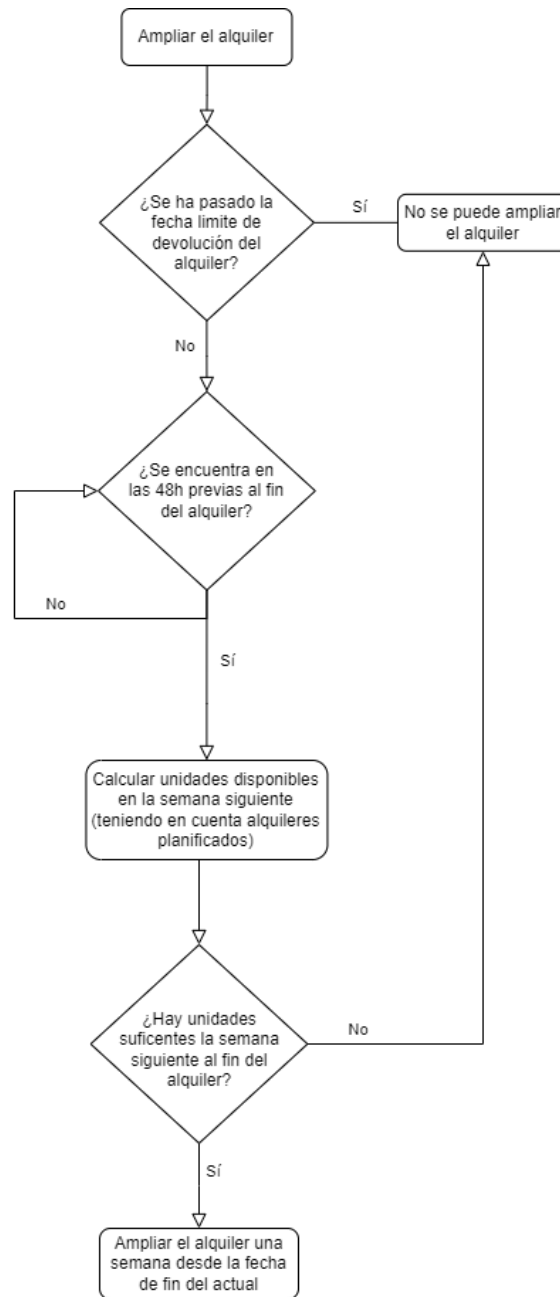 Ampliar el alquiler
¿Se ha pasado la
fecha limite de
devolución del
alquiler?
Sí
No se puede ampliar
el alquiler
No
¿Se encuentra en
las 48h previas al fin
del alquiler?
No
Sí
Calcular unidades disponibles
en la semana siguiente
(teniendo en cuenta alquileres
planificados)
¿Hay unidades
suficentes la semana
siguiente al fin del
alquiler?
No
Sí
Ampliar el alquiler una
semana desde la fecha
de fin del actual